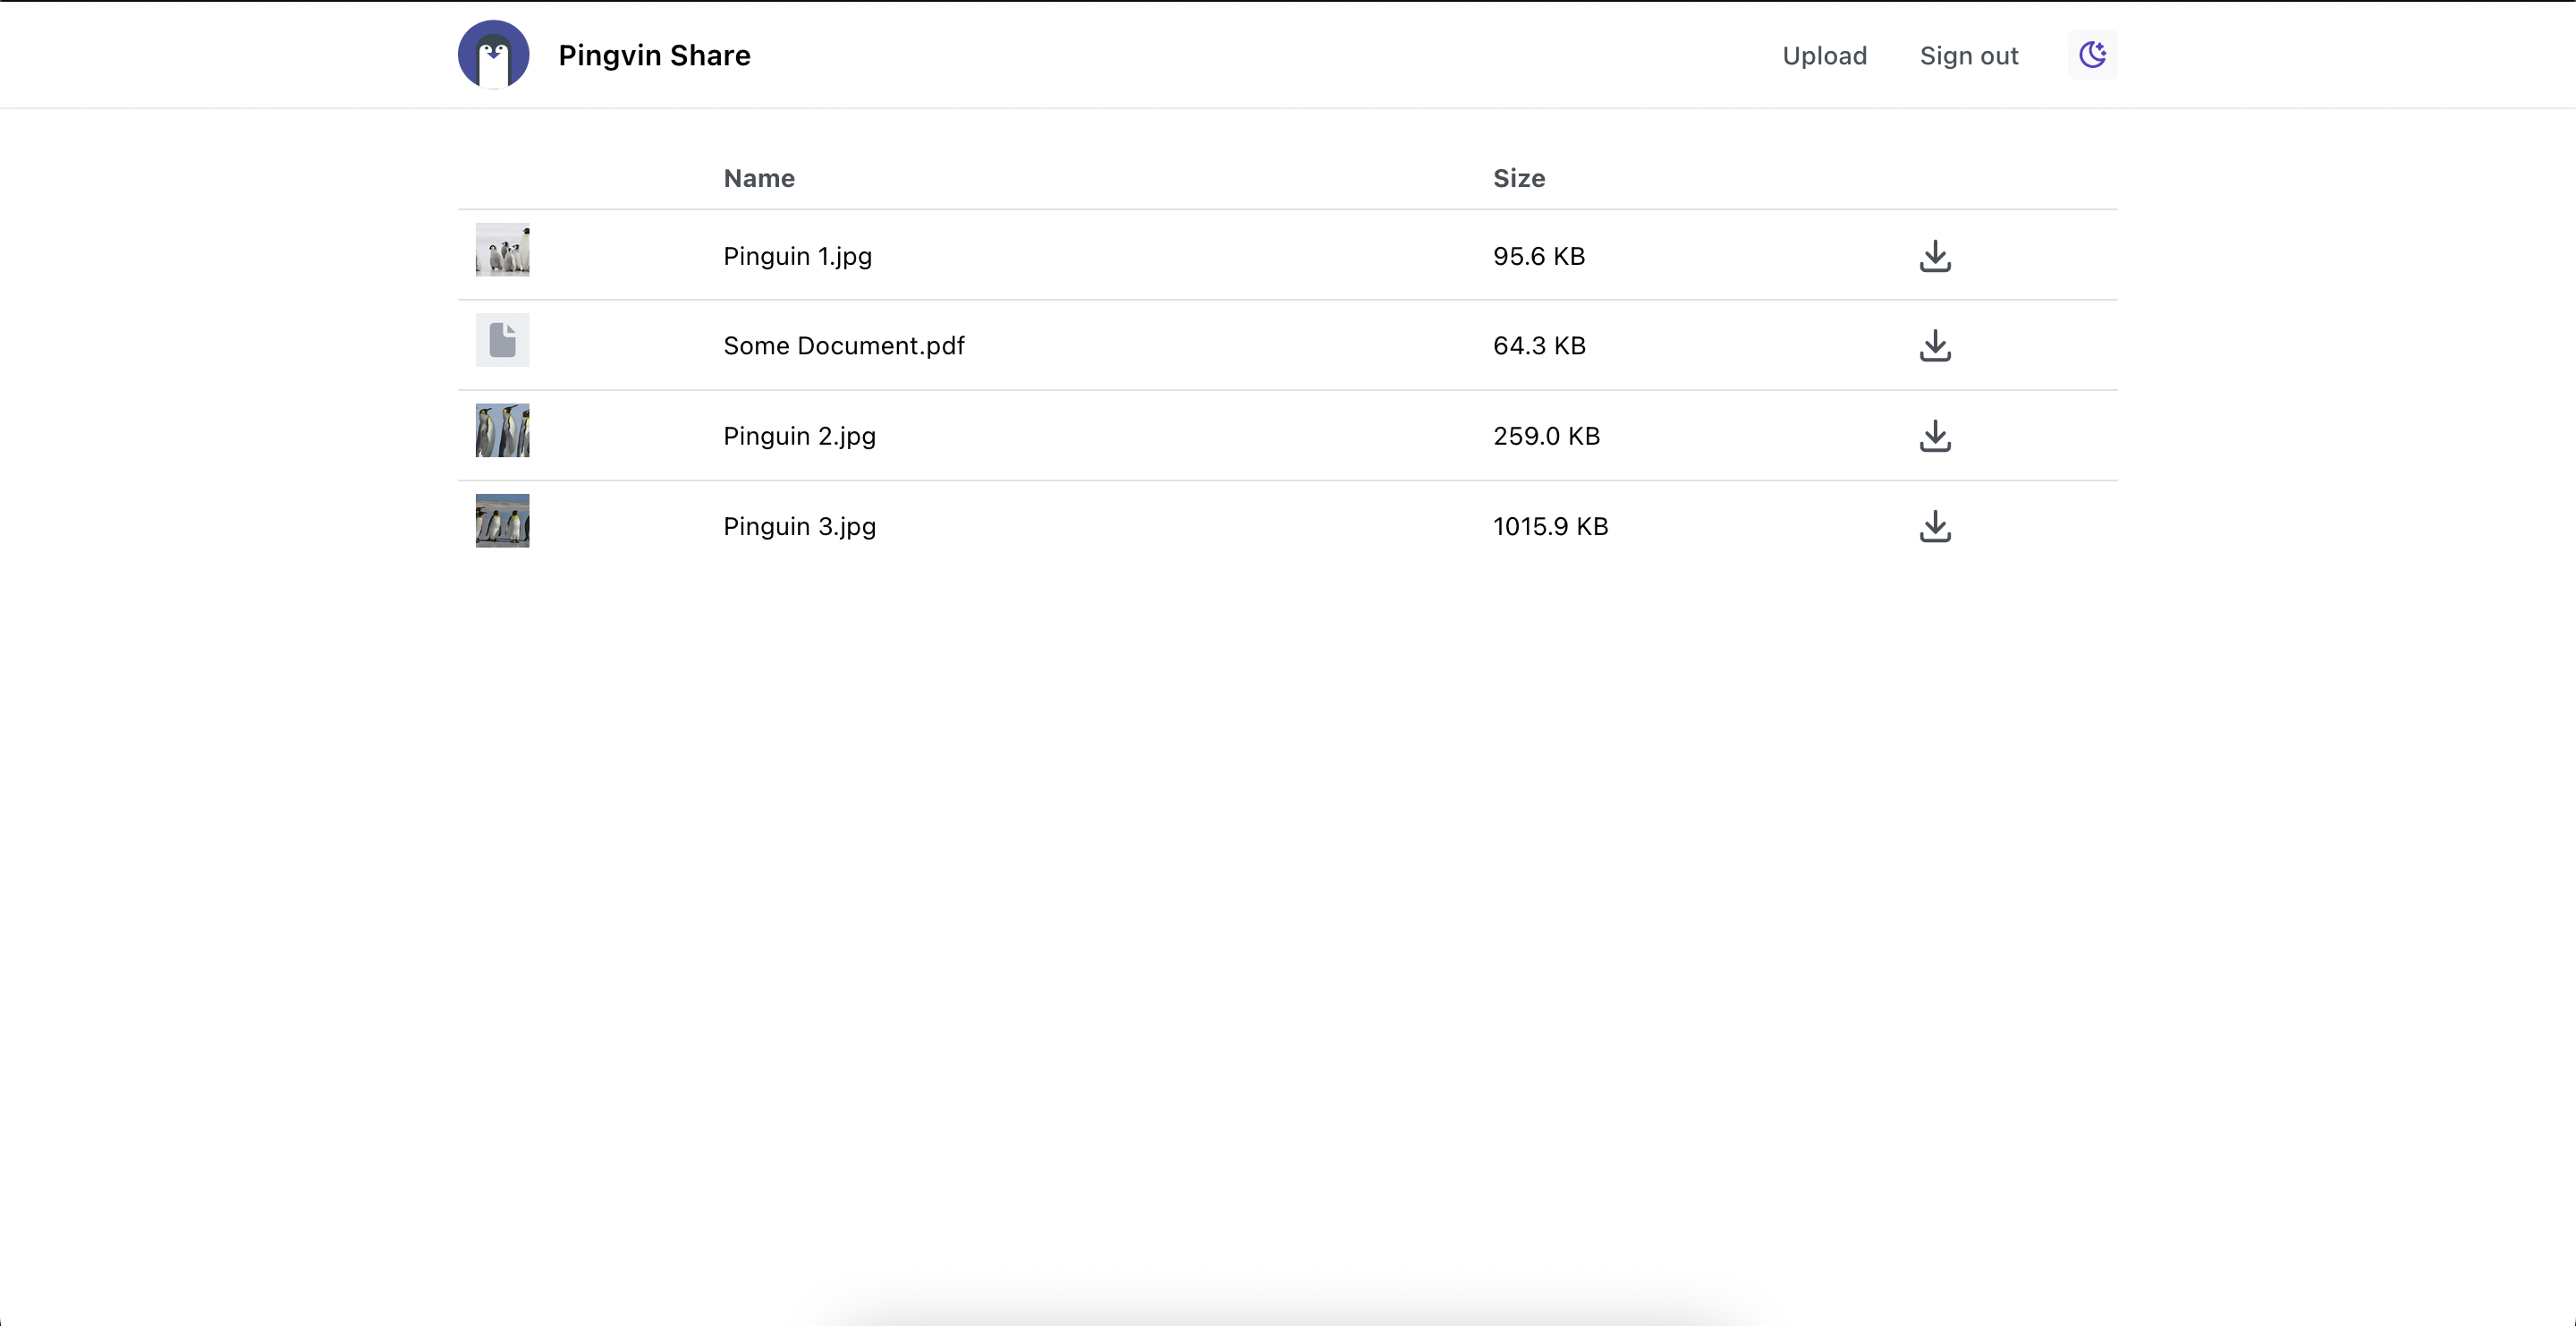 Pingvin Share Upload Sign out
Name Size
Pinguin 1.jpg 95.6 KB
Some Document.pdf 64.3 KB
Pinguin 2.jpg 259.0 KB
Pinguin 3.jpg 1015.9 KB